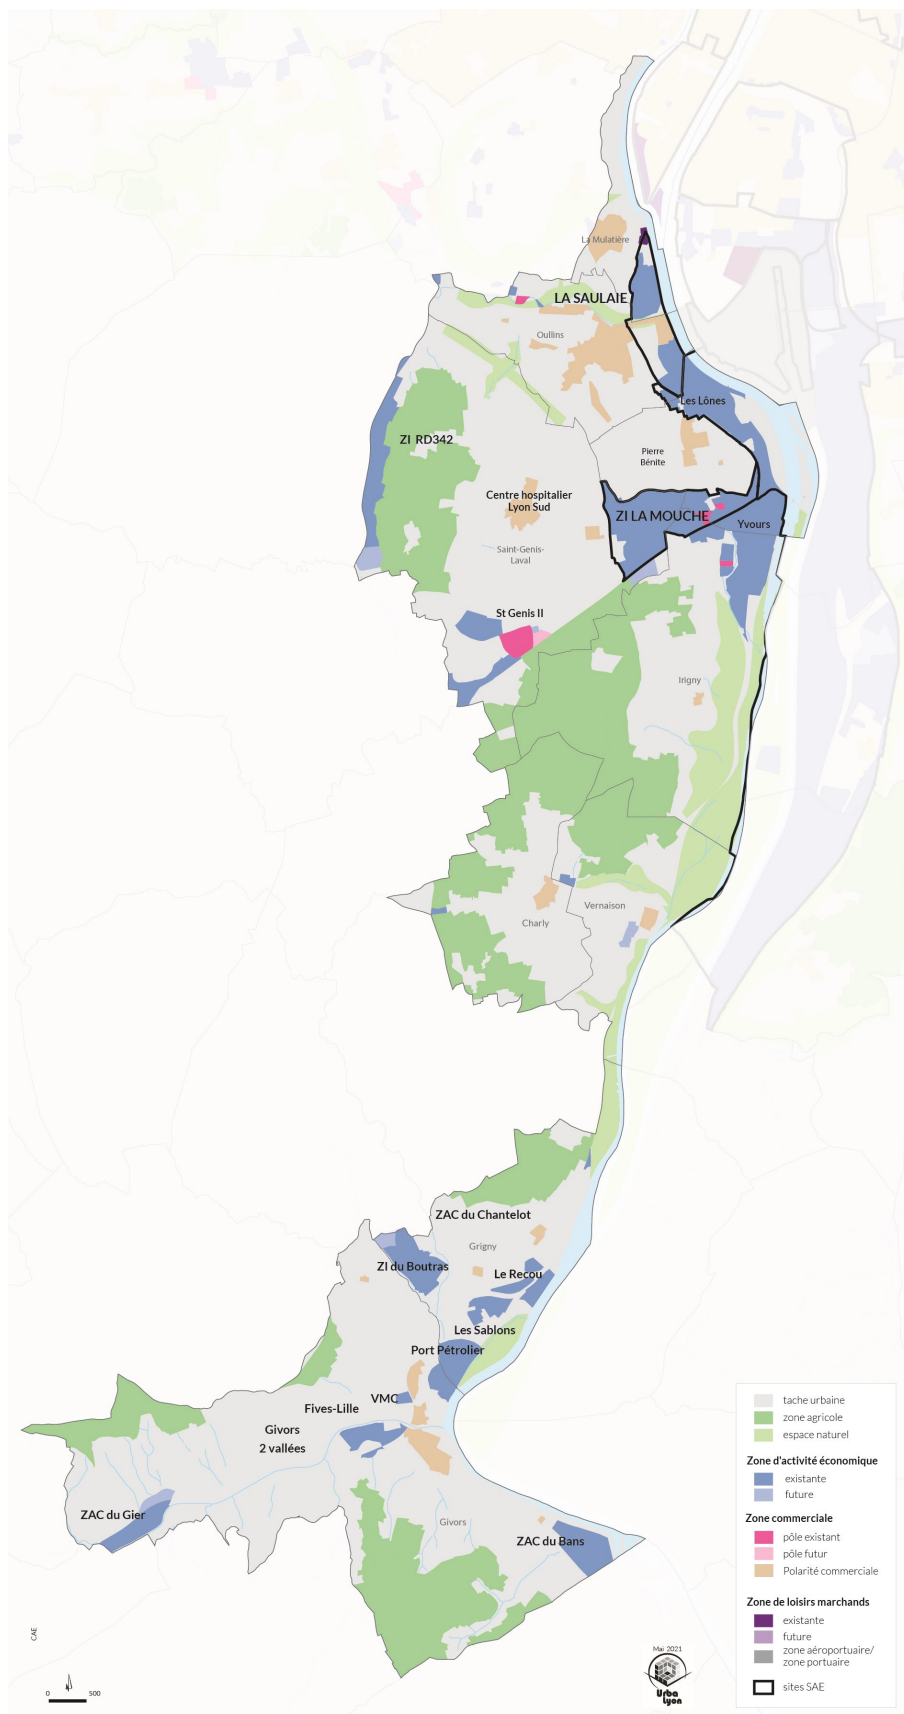 La Mulatière
LA SAULAIE
Oullins
Les Lônes
ZI RD342
Pierre
Bénite
Centre hospitalier
Lyon Sud
ZI LA MOUCHE
Yvours
Saint-Genis-
Laval
St Genis II
Irigny
Vernaison
Charly
ZAC du Chantelot
Grigny
ZI du Boutras
Le Recou
Les Sablons
Port Pétrolier
VMC
Fives-Lille
Givors
2 vallées
ZAC du Gier
Givors
ZAC du Bans
tache urbaine
zone agricole
espace naturel
Zone d'activité économique
existante
future
Zone commerciale
pôle existant
pôle futur
Polarité commerciale
Zone de loisirs marchands
existante
future
zone aéroportuaire/
zone portuaire
sites SAE
CAE
0 500
Mai 2021
Urba
Lyon